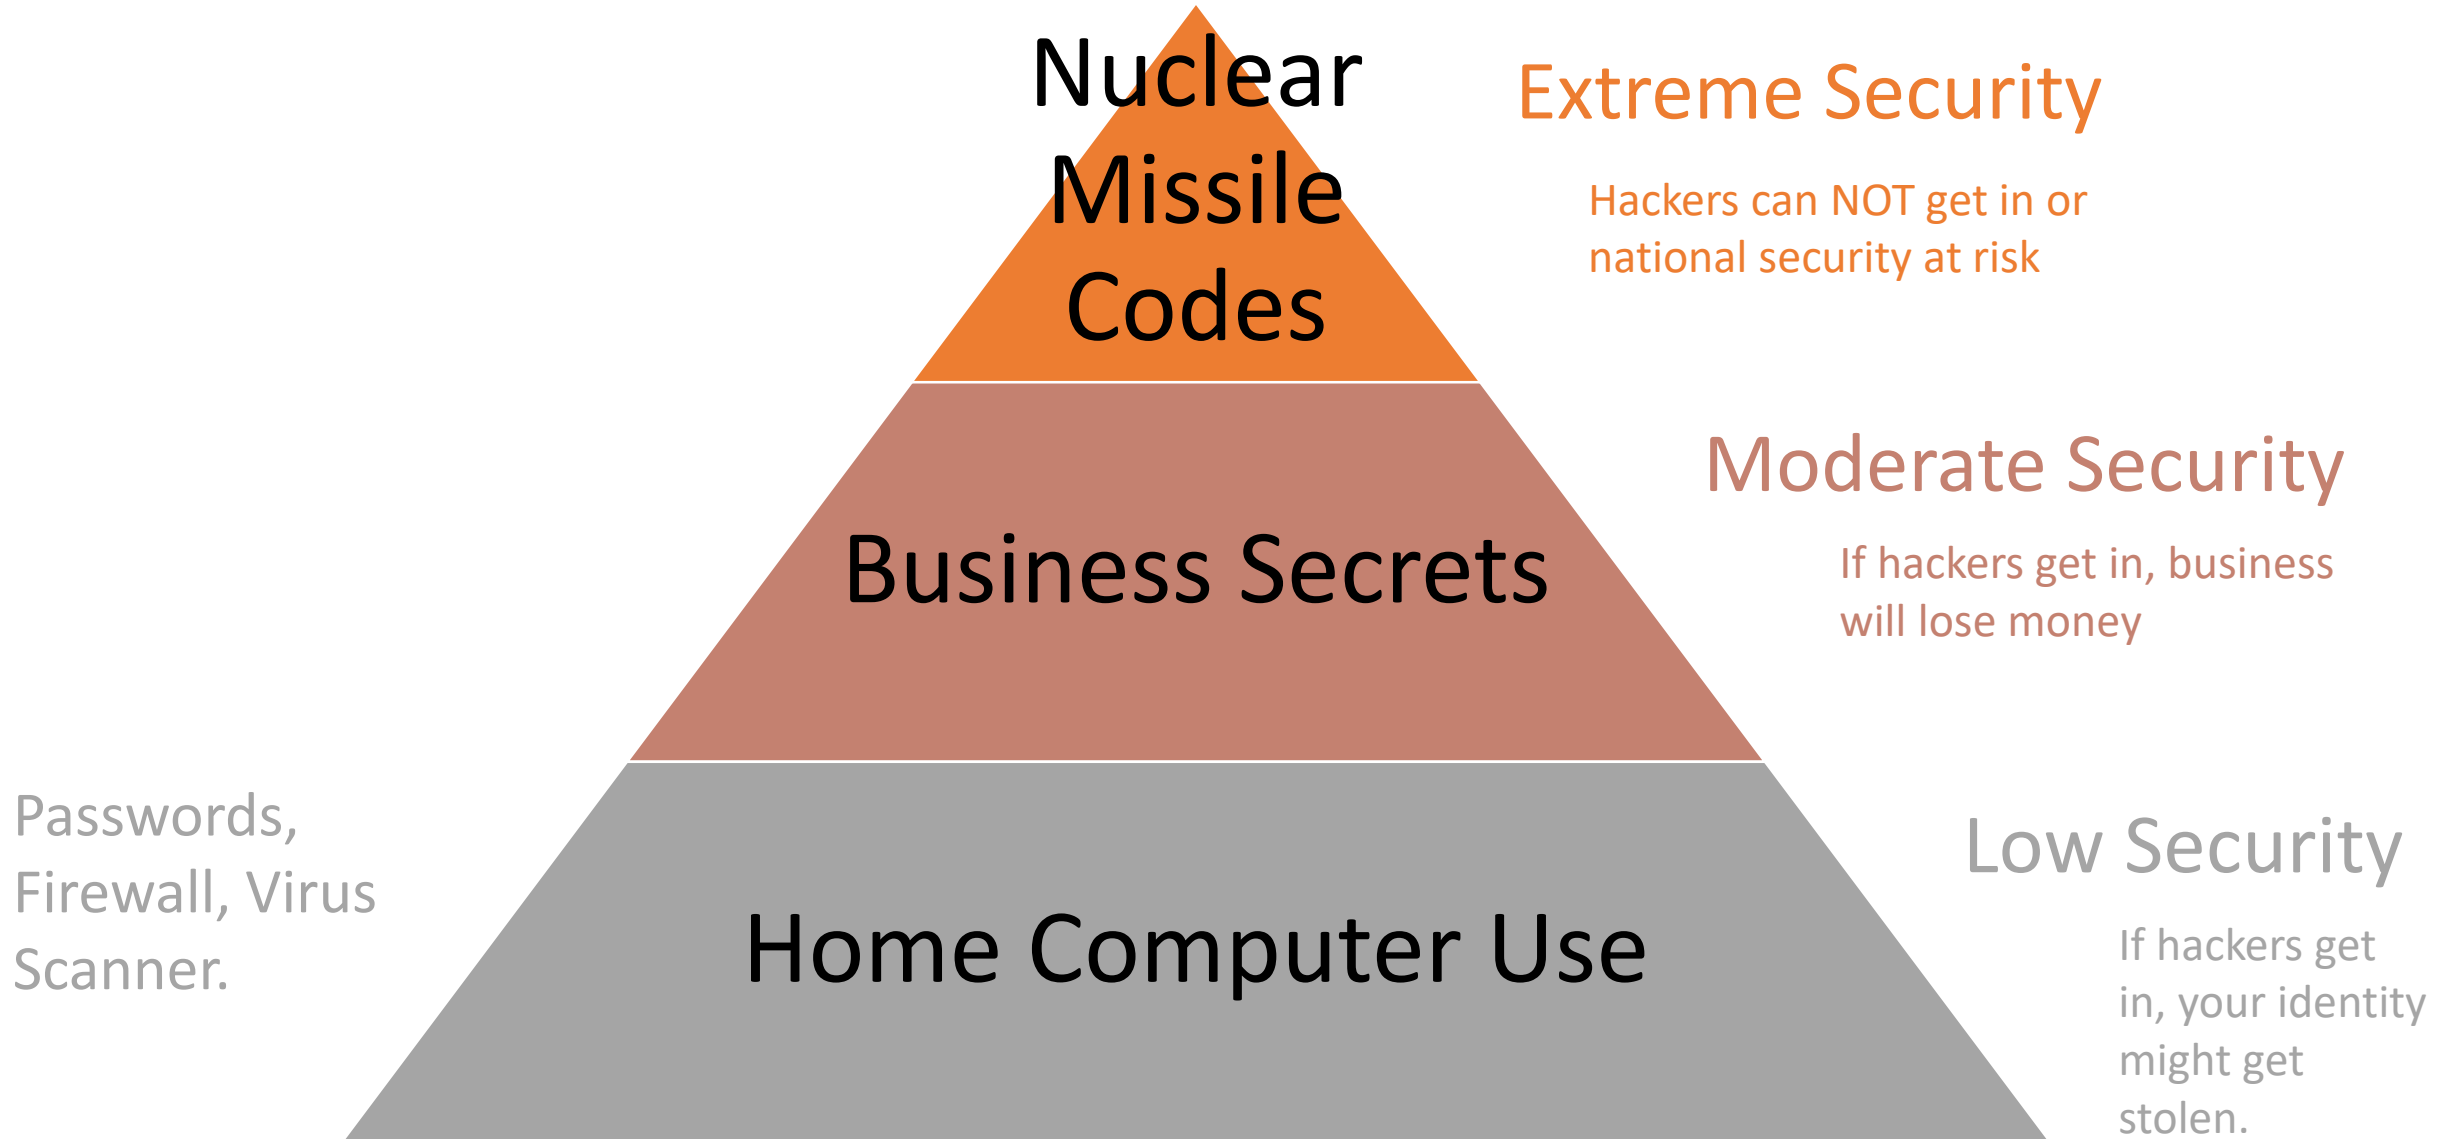 Nuclear
Missile
Codes
Extreme Security
Hackers can NOT get in or
national security at risk
Business Secrets
Moderate Security
If hackers get in, business
will lose money
Passwords,
Firewall, Virus
Scanner.
Home Computer Use
Low Security
If hackers get
in, your identity
might get
stolen.